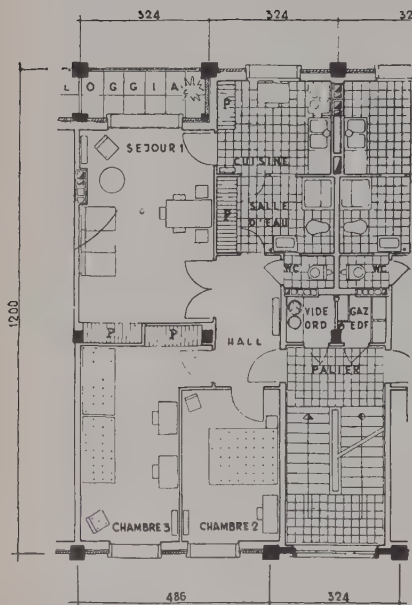 324 324 32
LOGGIA
P
SEJOUR 1
CUISINE
SALLE
D'EAU
P
WC WC
VIDE
ORD
GAZ
EDF
P P
HALL
PALIER
1200
CHAMBRE 3 CHAMBRE 2
486 324